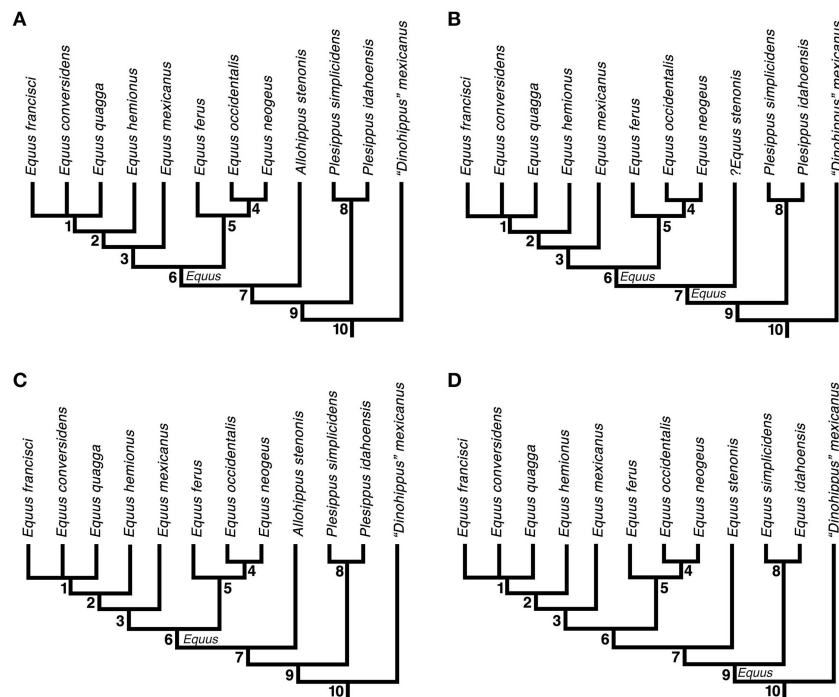 A
Equus francisci
Equus conversidens
Equus quagga
Equus hemionus
Equus mexicanus
Equus ferus
Equus occidentalis
Equus neogeus
Allohippus stenonis
Plesippus simplicidens
Plesippus idahoensis
“Dinohippus” mexicanus
1
2
3
4
5
6
Equus
7
8
9
10
B
Equus francisci
Equus conversidens
Equus quagga
Equus hemionus
Equus mexicanus
Equus ferus
Equus occidentalis
Equus neogeus
?Equus stenonis
Plesippus simplicidens
Plesippus idahoensis
“Dinohippus” mexicanus
1
2
3
4
5
6
Equus
7
Equus
8
9
10
C
Equus francisci
Equus conversidens
Equus quagga
Equus hemionus
Equus mexicanus
Equus ferus
Equus occidentalis
Equus neogeus
Allohippus stenonis
Plesippus simplicidens
Plesippus idahoensis
“Dinohippus” mexicanus
1
2
3
4
5
6
Equus
7
8
9
10
D
Equus francisci
Equus conversidens
Equus quagga
Equus hemionus
Equus mexicanus
Equus ferus
Equus occidentalis
Equus neogeus
Equus stenonis
Equus simplicidens
Equus idahoensis
“Dinohippus” mexicanus
1
2
3
4
5
6
7
8
9
Equus
10